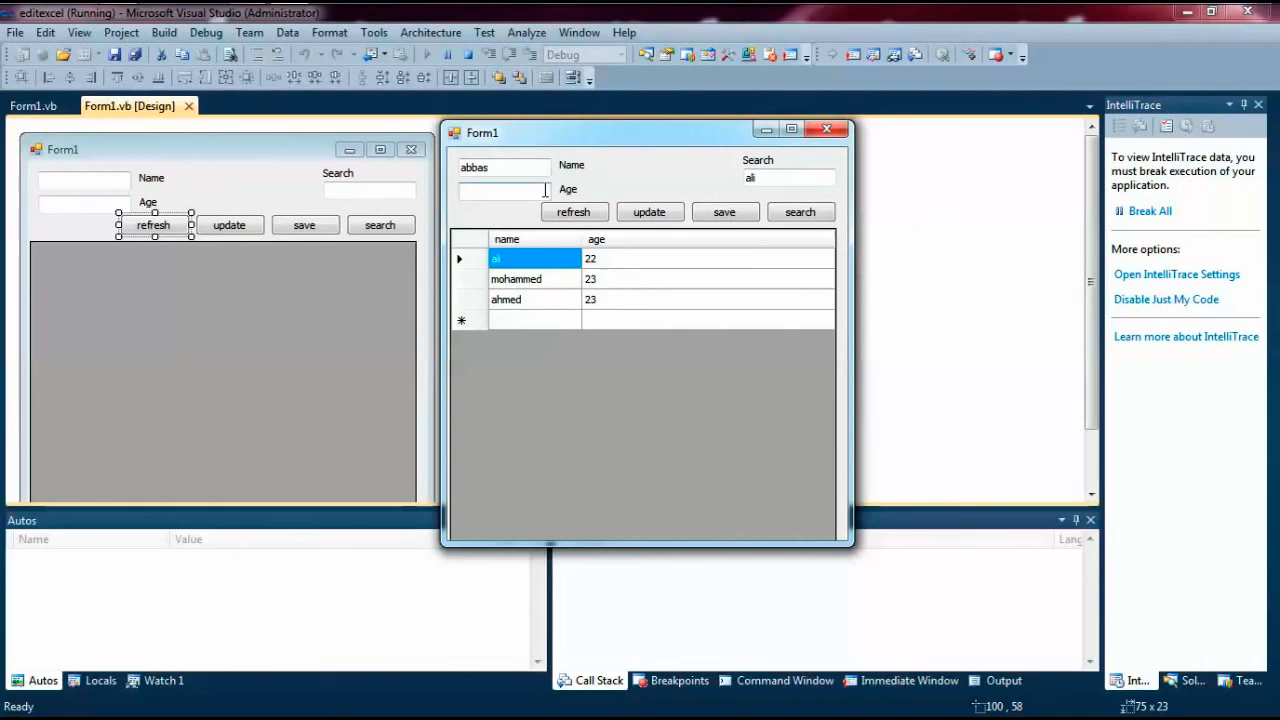 editexcel (Running) - Microsoft Visual Studio (Administrator)
File Edit View Project Build Debug Team Data Format Tools Architecture Test Analyze Window Help
Debug
Form1.vb
Form1.vb [Design]
Form1
Name
Age
Search
refresh
update
save
search
Form1
abbas
Name
Age
Search
ali
refresh
update
save
search
name age
ali 22
mohammed 23
ahmed 23
IntelliTrace
To view IntelliTrace data, you
must break execution of your
application.
Break All
More options:
Open IntelliTrace Settings
Disable Just My Code
Learn more about IntelliTrace
Autos
Name Value
Lang
Autos Locals Watch 1
Call Stack Breakpoints Command Window Immediate Window Output
Int... Sol... Tea...
Ready
100 , 58
75 x 23